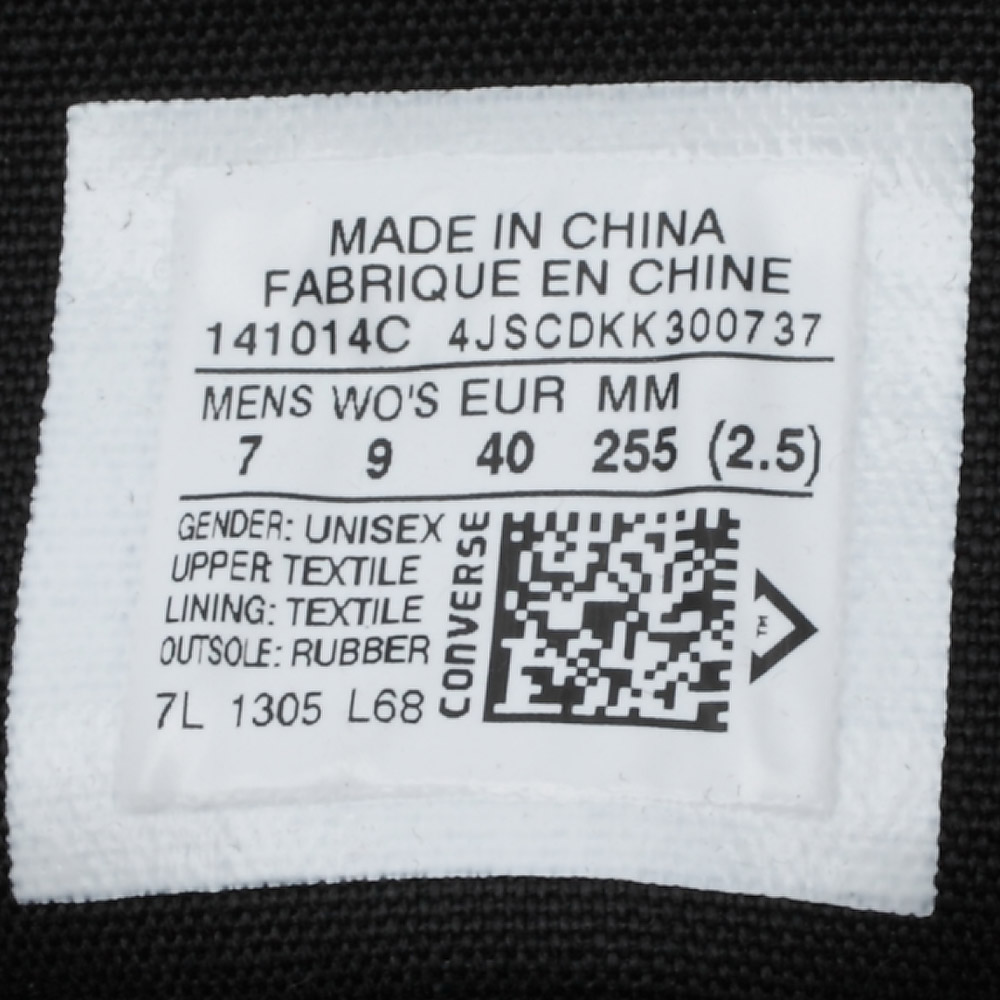 MADE IN CHINA
FABRIQUE EN CHINE
141014C 4JSCDKK300737
MENS WO'S EUR MM
7 9 40 255 (2.5)
GENDER: UNISEX
UPPER: TEXTILE
LINING: TEXTILE
OUTSOLE: RUBBER
7L 1305 L68
CONVERSE
TM